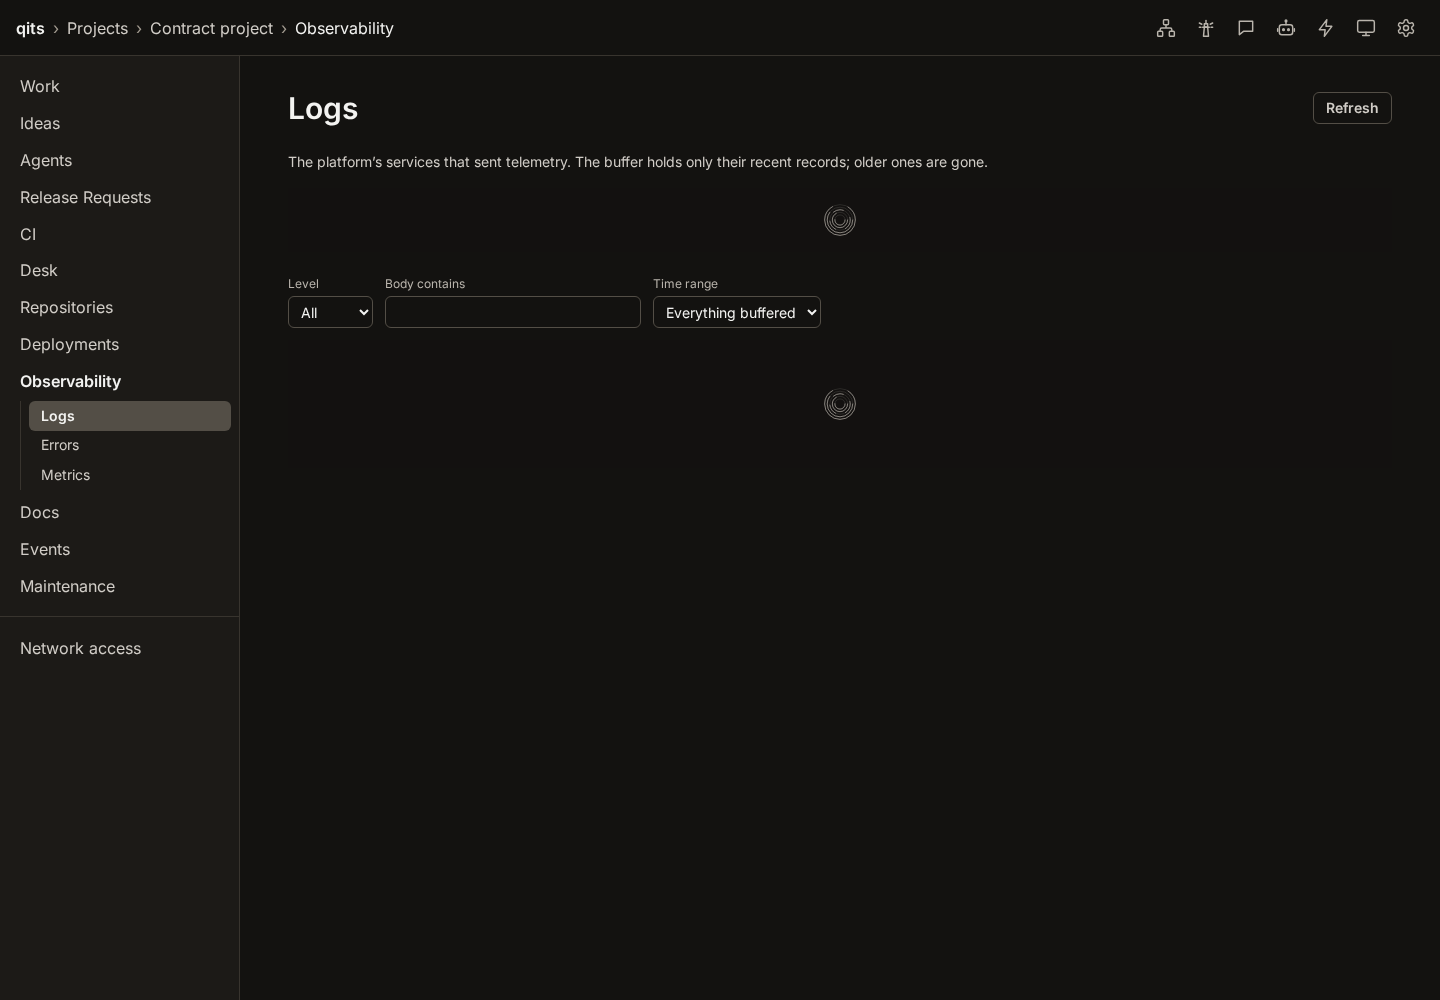 qits › Projects › Contract project › Observability
Work
Ideas
Agents
Release Requests
CI
Desk
Repositories
Deployments
Observability
Logs
Errors
Metrics
Docs
Events
Maintenance
Network access
Logs
Refresh
The platform’s services that sent telemetry. The buffer holds only their recent records; older ones are gone.
Level
Body contains
Time range
All
Everything buffered